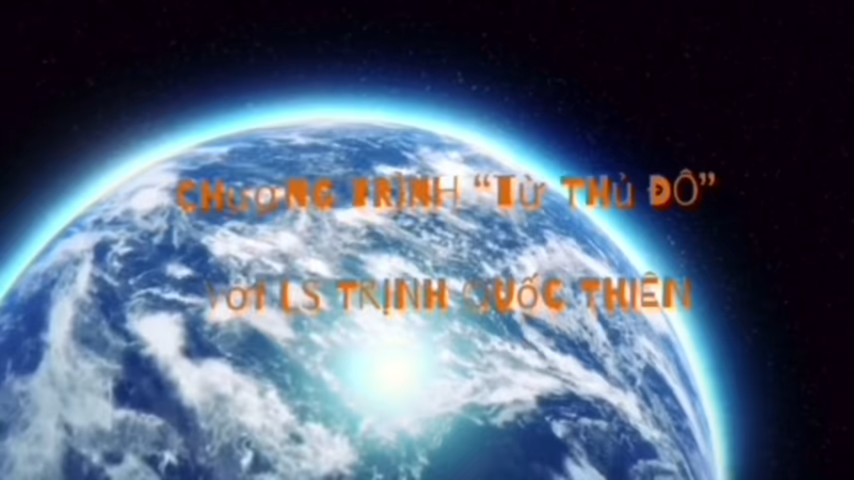 CHƯƠNG TRÌNH “TỪ THỦ ĐÔ”
VỚI LS TRỊNH QUỐC THIÊN